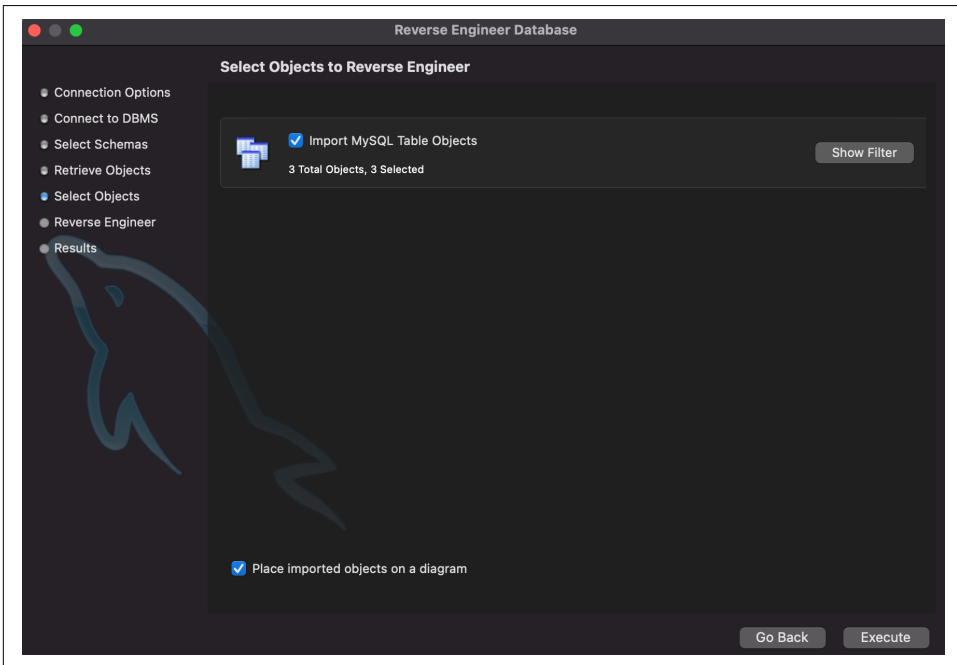 Reverse Engineer Database
Select Objects to Reverse Engineer
Connection Options
Connect to DBMS
Select Schemas
Retrieve Objects
Select Objects
Reverse Engineer
Results
Import MySQL Table Objects
3 Total Objects, 3 Selected
Show Filter
Place imported objects on a diagram
Go Back
Execute